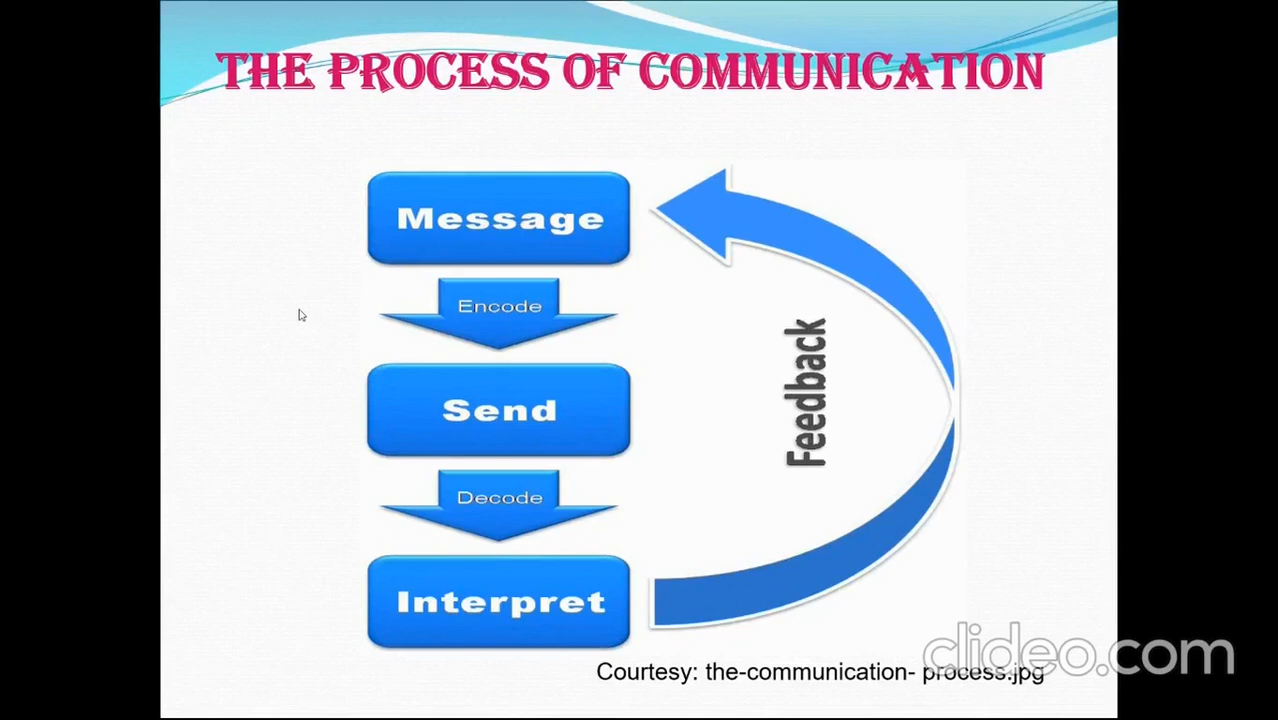 THE PROCESS OF COMMUNICATION
Message
Encode
Send
Decode
Interpret
Feedback
Courtesy: the-communication- process.jpg
clideo.com